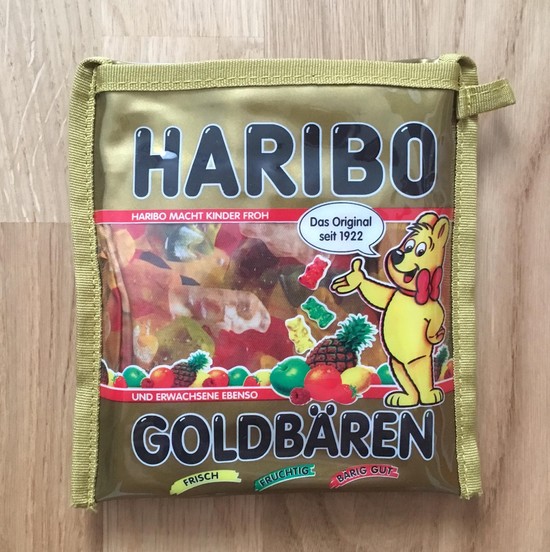 HARIBO
HARIBO MACHT KINDER FROH
Das Original
seit 1922
UND ERWACHSENE EBENSO
GOLDBÄREN
FRISCH
FRUCHTIG
BÄRIG GUT